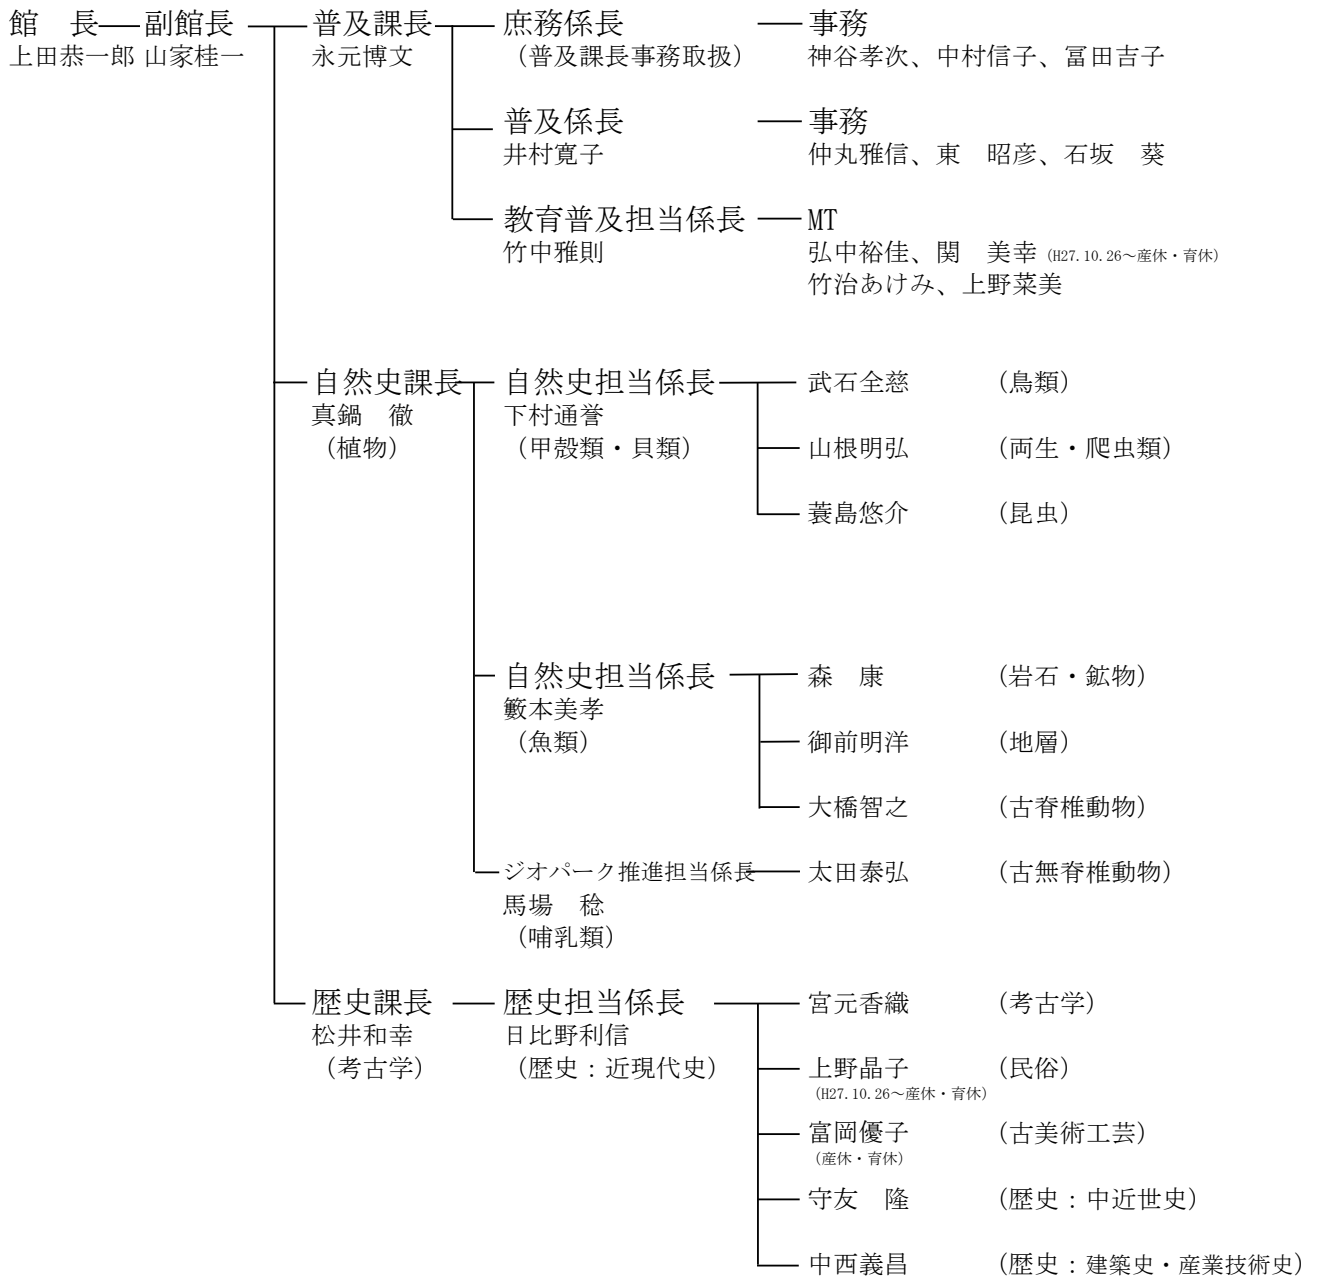 館　長 副館長 普及課長 庶務係長 事務
上田恭一郎 山家桂一 永元博文 （普及課長事務取扱） 神谷孝次、中村信子、冨田吉子
普及係長 事務
井村寛子 仲丸雅信、東　昭彦、石坂　葵
教育普及担当係長 MT
竹中雅則 弘中裕佳、関　美幸（H27.10.26～産休・育休）
竹治あけみ、上野菜美
自然史課長 自然史担当係長 武石全慈 （鳥類）
真鍋　徹 下村通誉
（植物） （甲殻類・貝類） 山根明弘 （両生・爬虫類）
蓑島悠介 （昆虫）
自然史担当係長 森　康 （岩石・鉱物）
籔本美孝
（魚類） 御前明洋 （地層）
大橋智之 （古脊椎動物）
ジオパーク推進担当係長 太田泰弘 （古無脊椎動物）
馬場　稔
（哺乳類）
歴史課長 歴史担当係長 宮元香織 （考古学）
松井和幸 日比野利信
（考古学） （歴史：近現代史） 上野晶子 （民俗）
（H27.10.26～産休・育休）
富岡優子 （古美術工芸）
（産休・育休）
守友　隆 （歴史：中近世史）
中西義昌 （歴史：建築史・産業技術史）